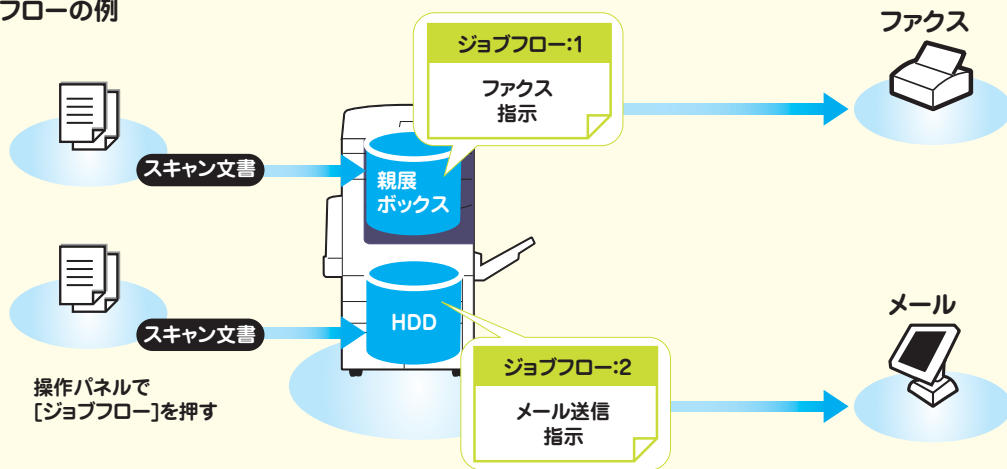 フローの例
ファクス
ジョブフロー:1
ファクス
指示
スキャン文書
親展
ボックス
メール
スキャン文書
HDD
ジョブフロー:2
操作パネルで
[ジョブフロー]を押す
メール送信
指示